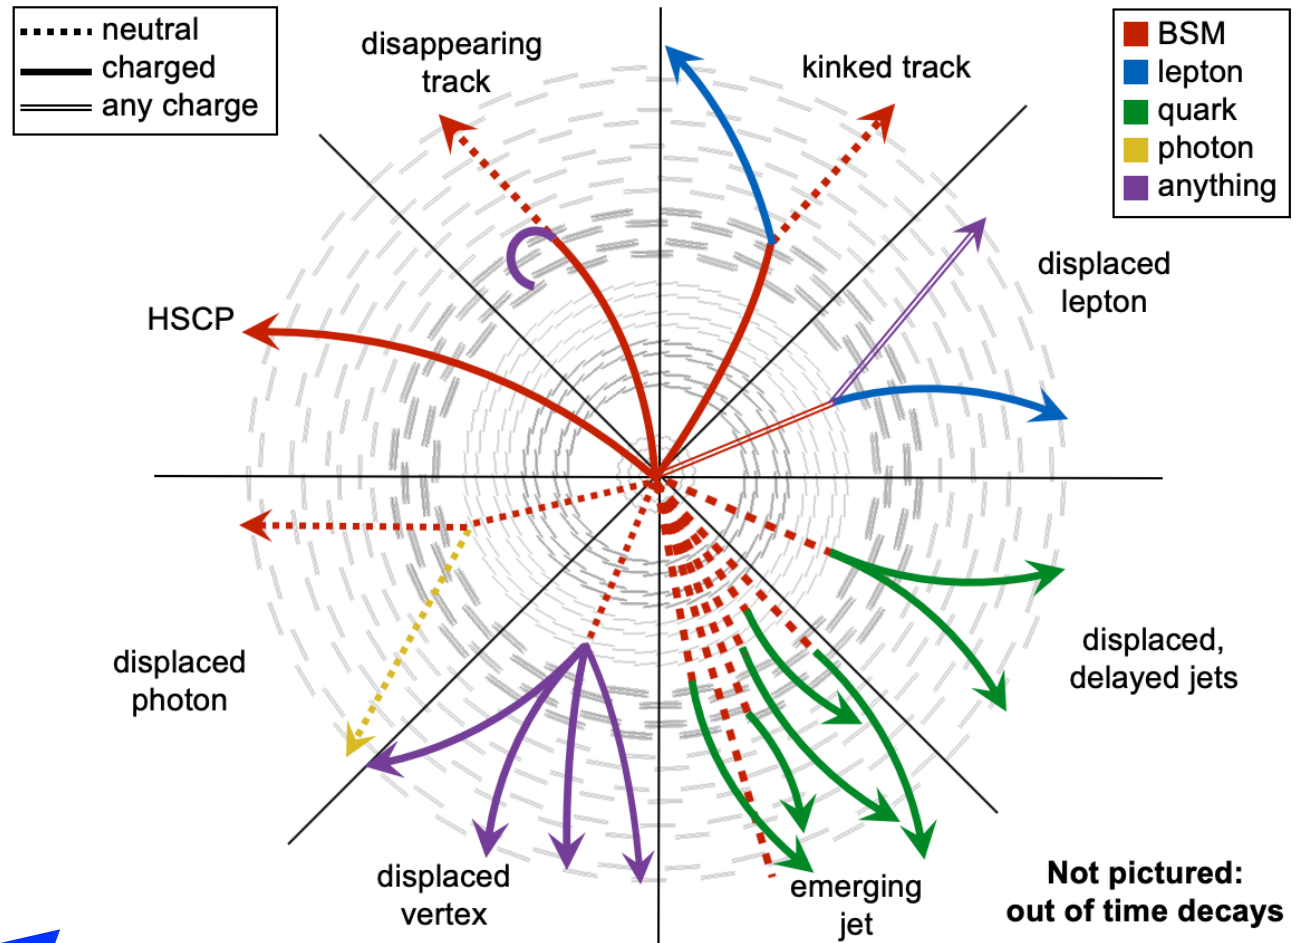 neutral
charged
any charge
disappearing
track
kinked track
BSM
lepton
quark
photon
anything
displaced
lepton
HSCP
displaced
photon
displaced,
delayed jets
displaced
vertex
emerging
jet
Not pictured:
out of time decays